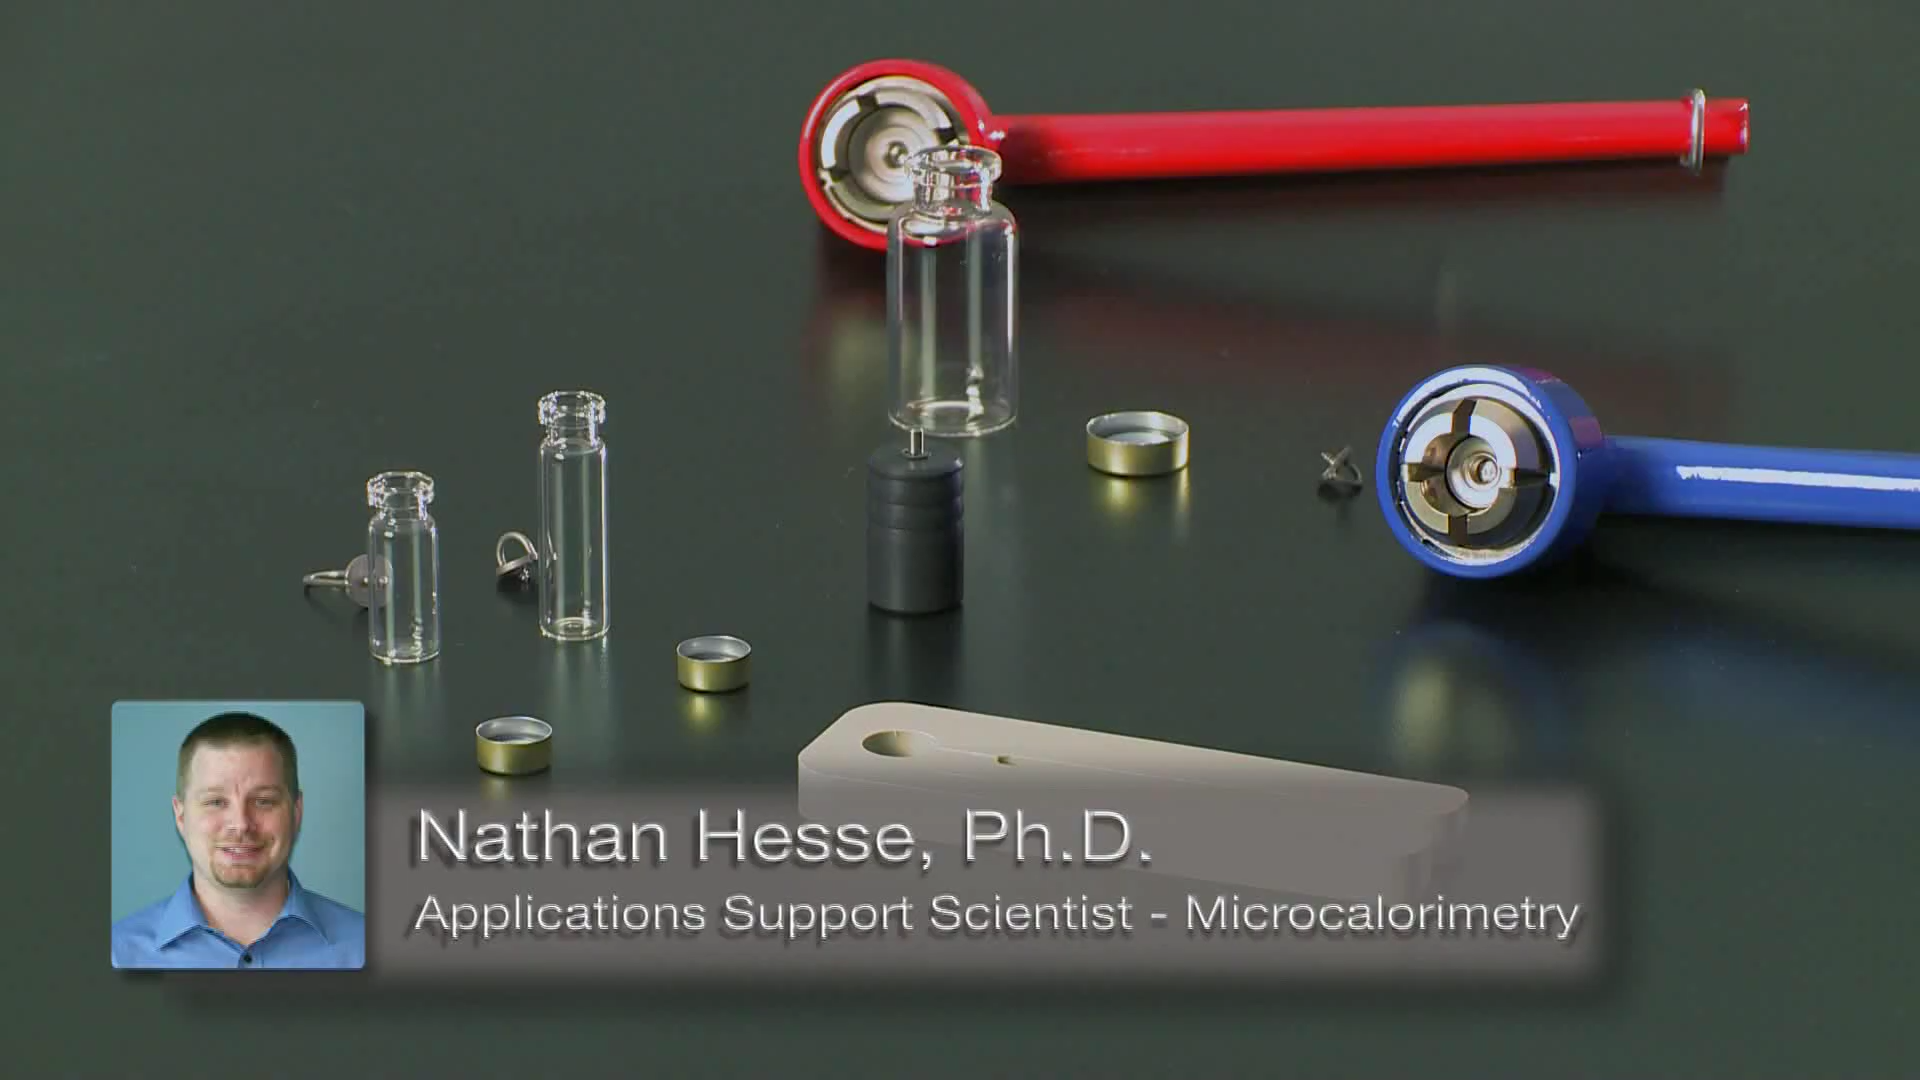 Nathan Hesse, Ph.D.
Applications Support Scientist - Microcalorimetry